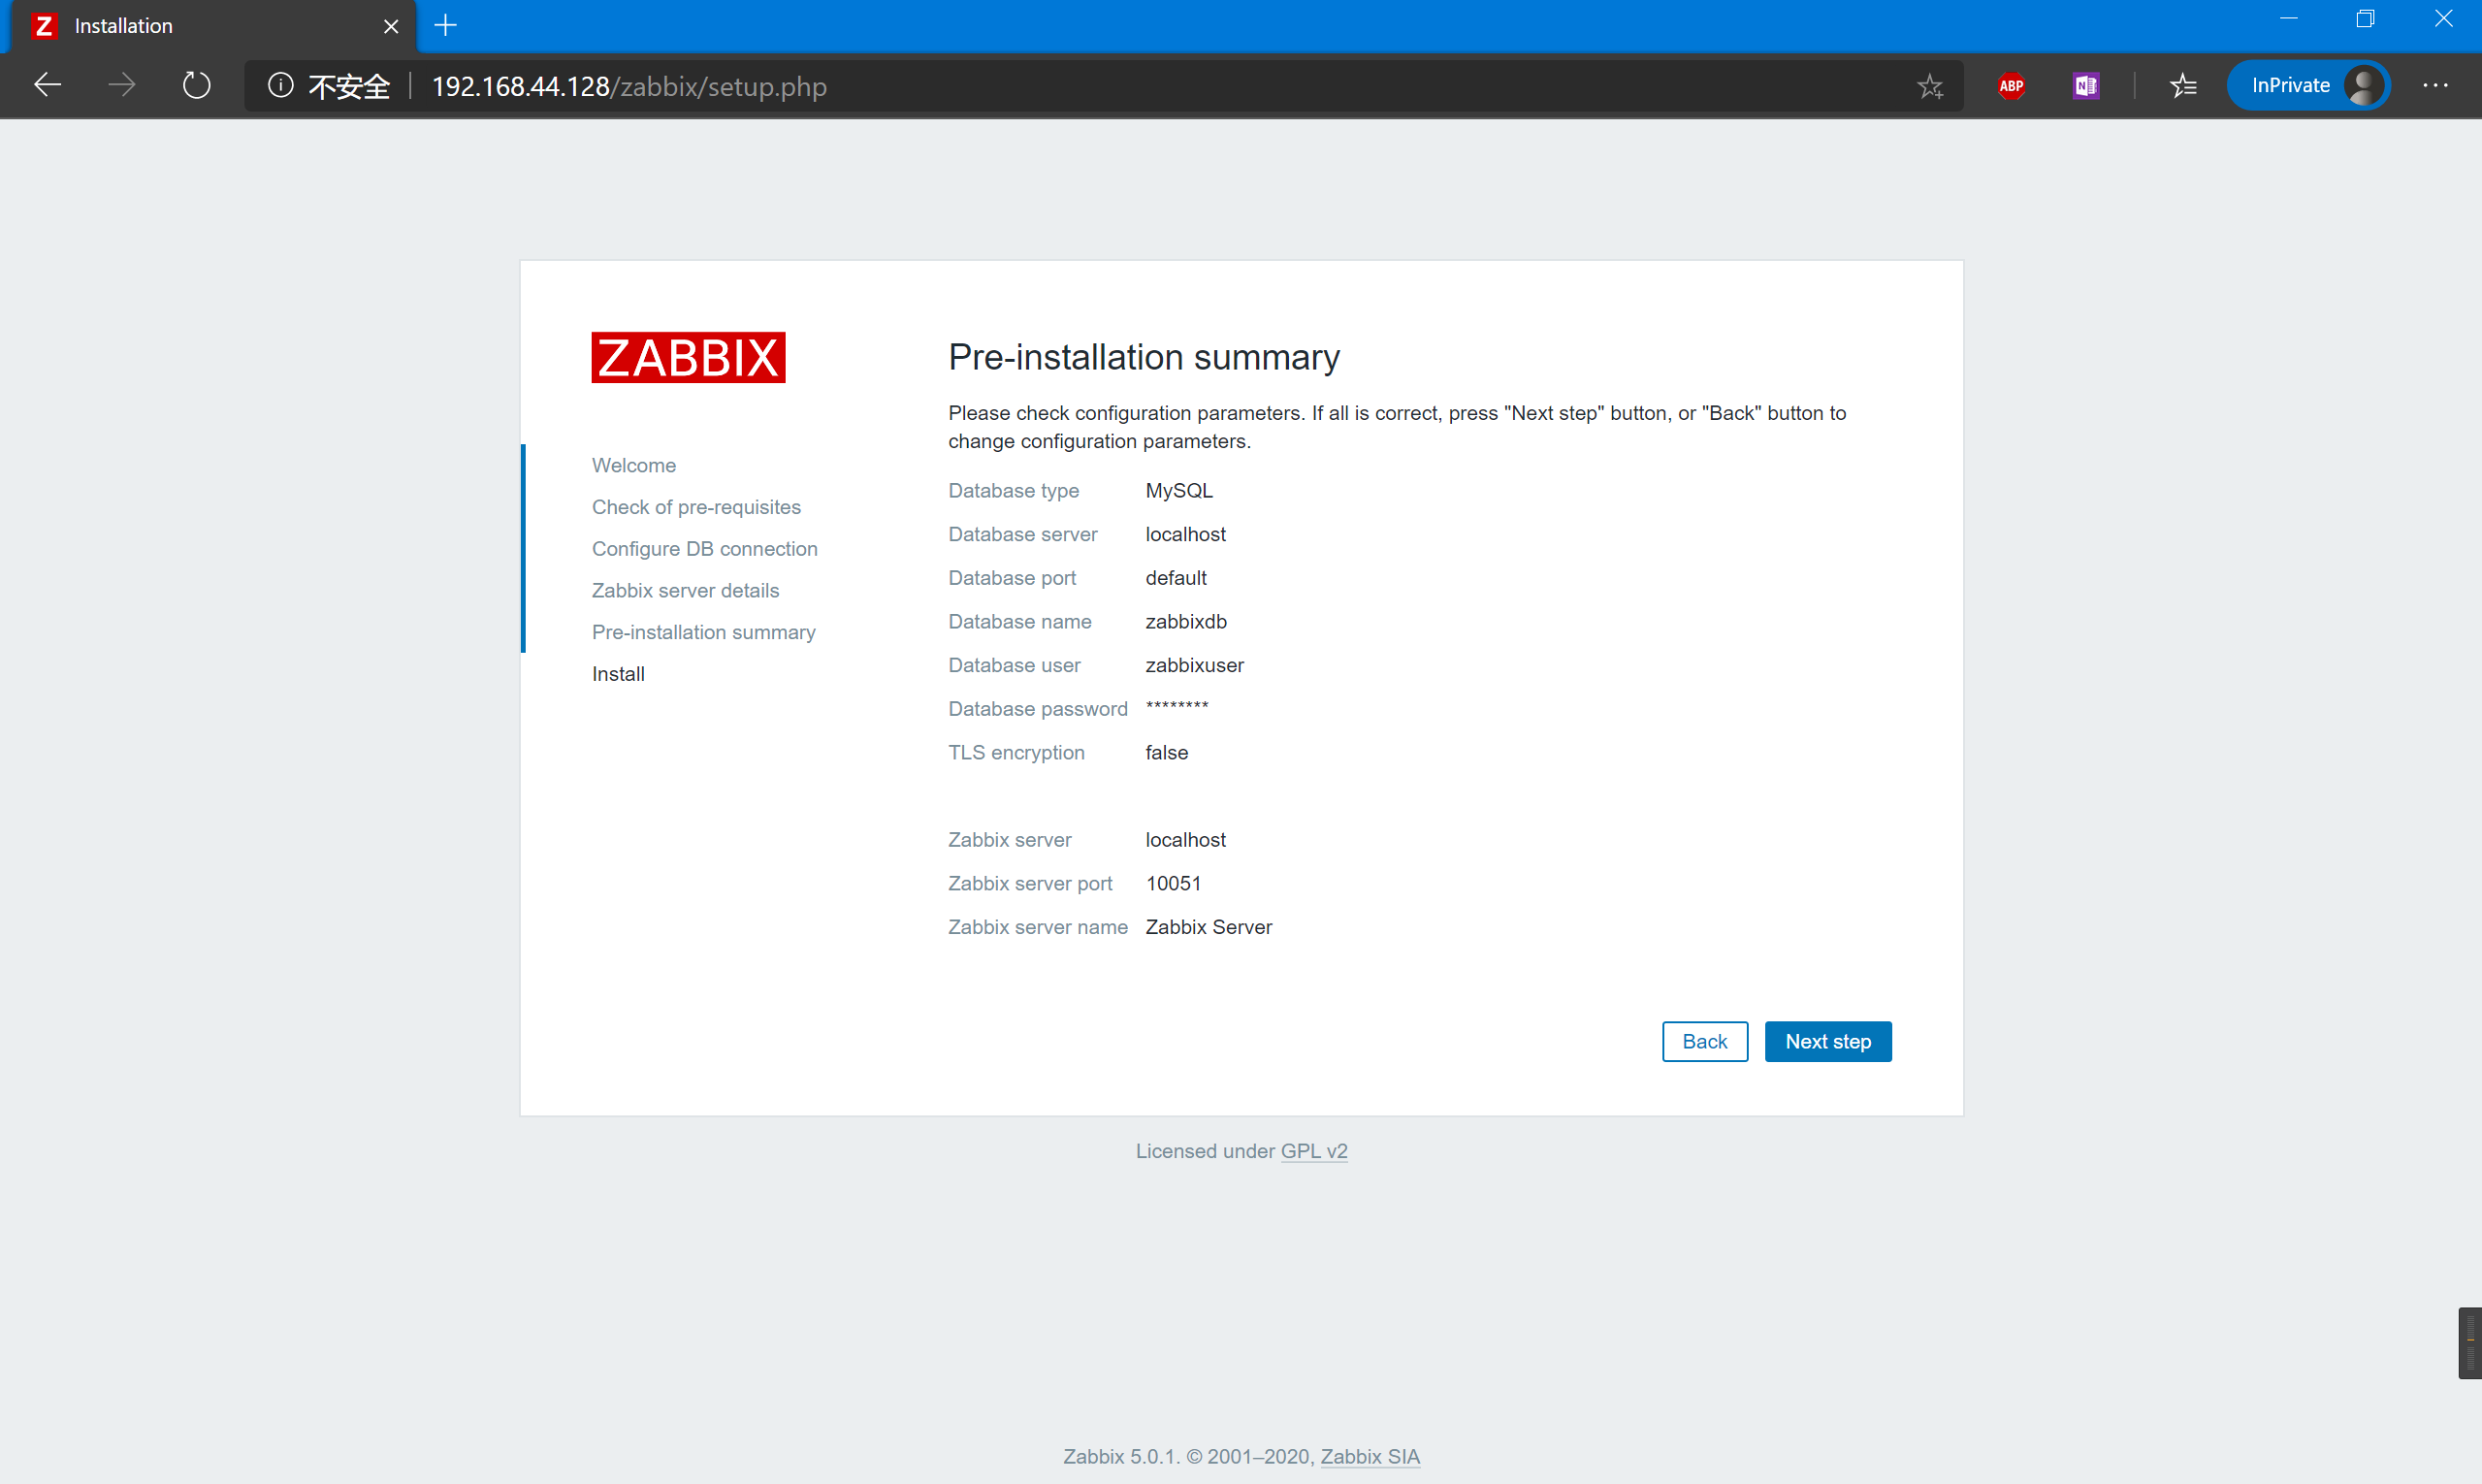 Installation
不安全 192.168.44.128/zabbix/setup.php
ABP
N
InPrivate
ZABBIX
Welcome
Check of pre-requisites
Configure DB connection
Zabbix server details
Pre-installation summary
Install
Pre-installation summary
Please check configuration parameters. If all is correct, press "Next step" button, or "Back" button to
change configuration parameters.
Database type MySQL
Database server localhost
Database port default
Database name zabbixdb
Database user zabbixuser
Database password ********
TLS encryption false
Zabbix server localhost
Zabbix server port 10051
Zabbix server name Zabbix Server
Back Next step
Licensed under GPL v2
Zabbix 5.0.1. © 2001–2020, Zabbix SIA